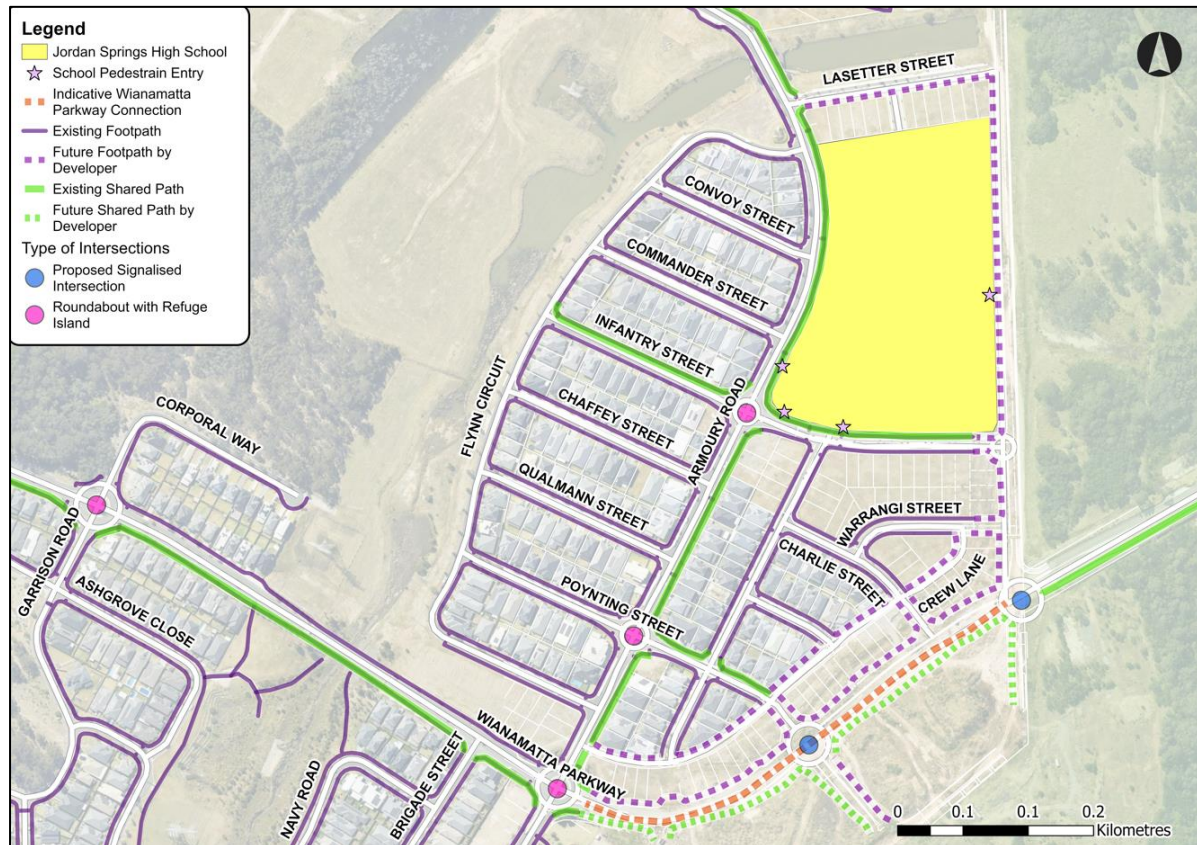 Legend
Jordan Springs High School
School Pedestrain Entry
Indicative Wianamatta
Parkway Connection
Existing Footpath
Future Footpath by
Developer
Existing Shared Path
Future Shared Path by
Developer
Type of Intersections
Proposed Signalised
Intersection
Roundabout with Refuge
Island
LASETTER STREET
CONVOY STREET
COMMANDER STREET
INFANTRY STREET
FLYNN CIRCUIT
CHAFFEY STREET
ARMOURY ROAD
CORPORAL WAY
QUALMANN STREET
WARRANGI STREET
GARRISON ROAD
CHARLIE STREET
ASHGROVE CLOSE
POYNTING STREET
CREW LANE
WIANAMATTA PARKWAY
NAVY ROAD
BRIGADE STREET
0 0.1 0.2
Kilometres